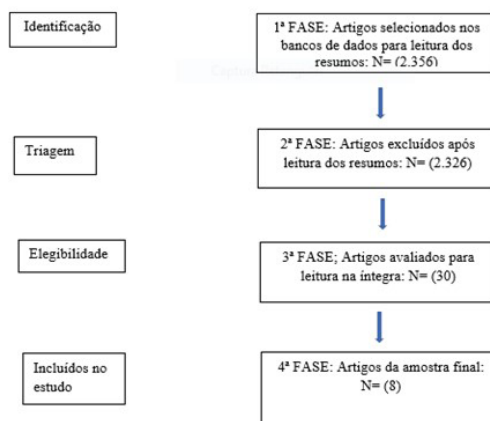 Identificação
1ª FASE: Artigos selecionados nos
bancos de dados para leitura dos
resumos: N= (2.356)
Triagem
2ª FASE: Artigos excluídos após
leitura dos resumos: N= (2.326)
Elegibilidade
3ª FASE; Artigos avaliados para
leitura na íntegra: N= (30)
Incluídos no
estudo
4ª FASE: Artigos da amostra final:
N= (8)